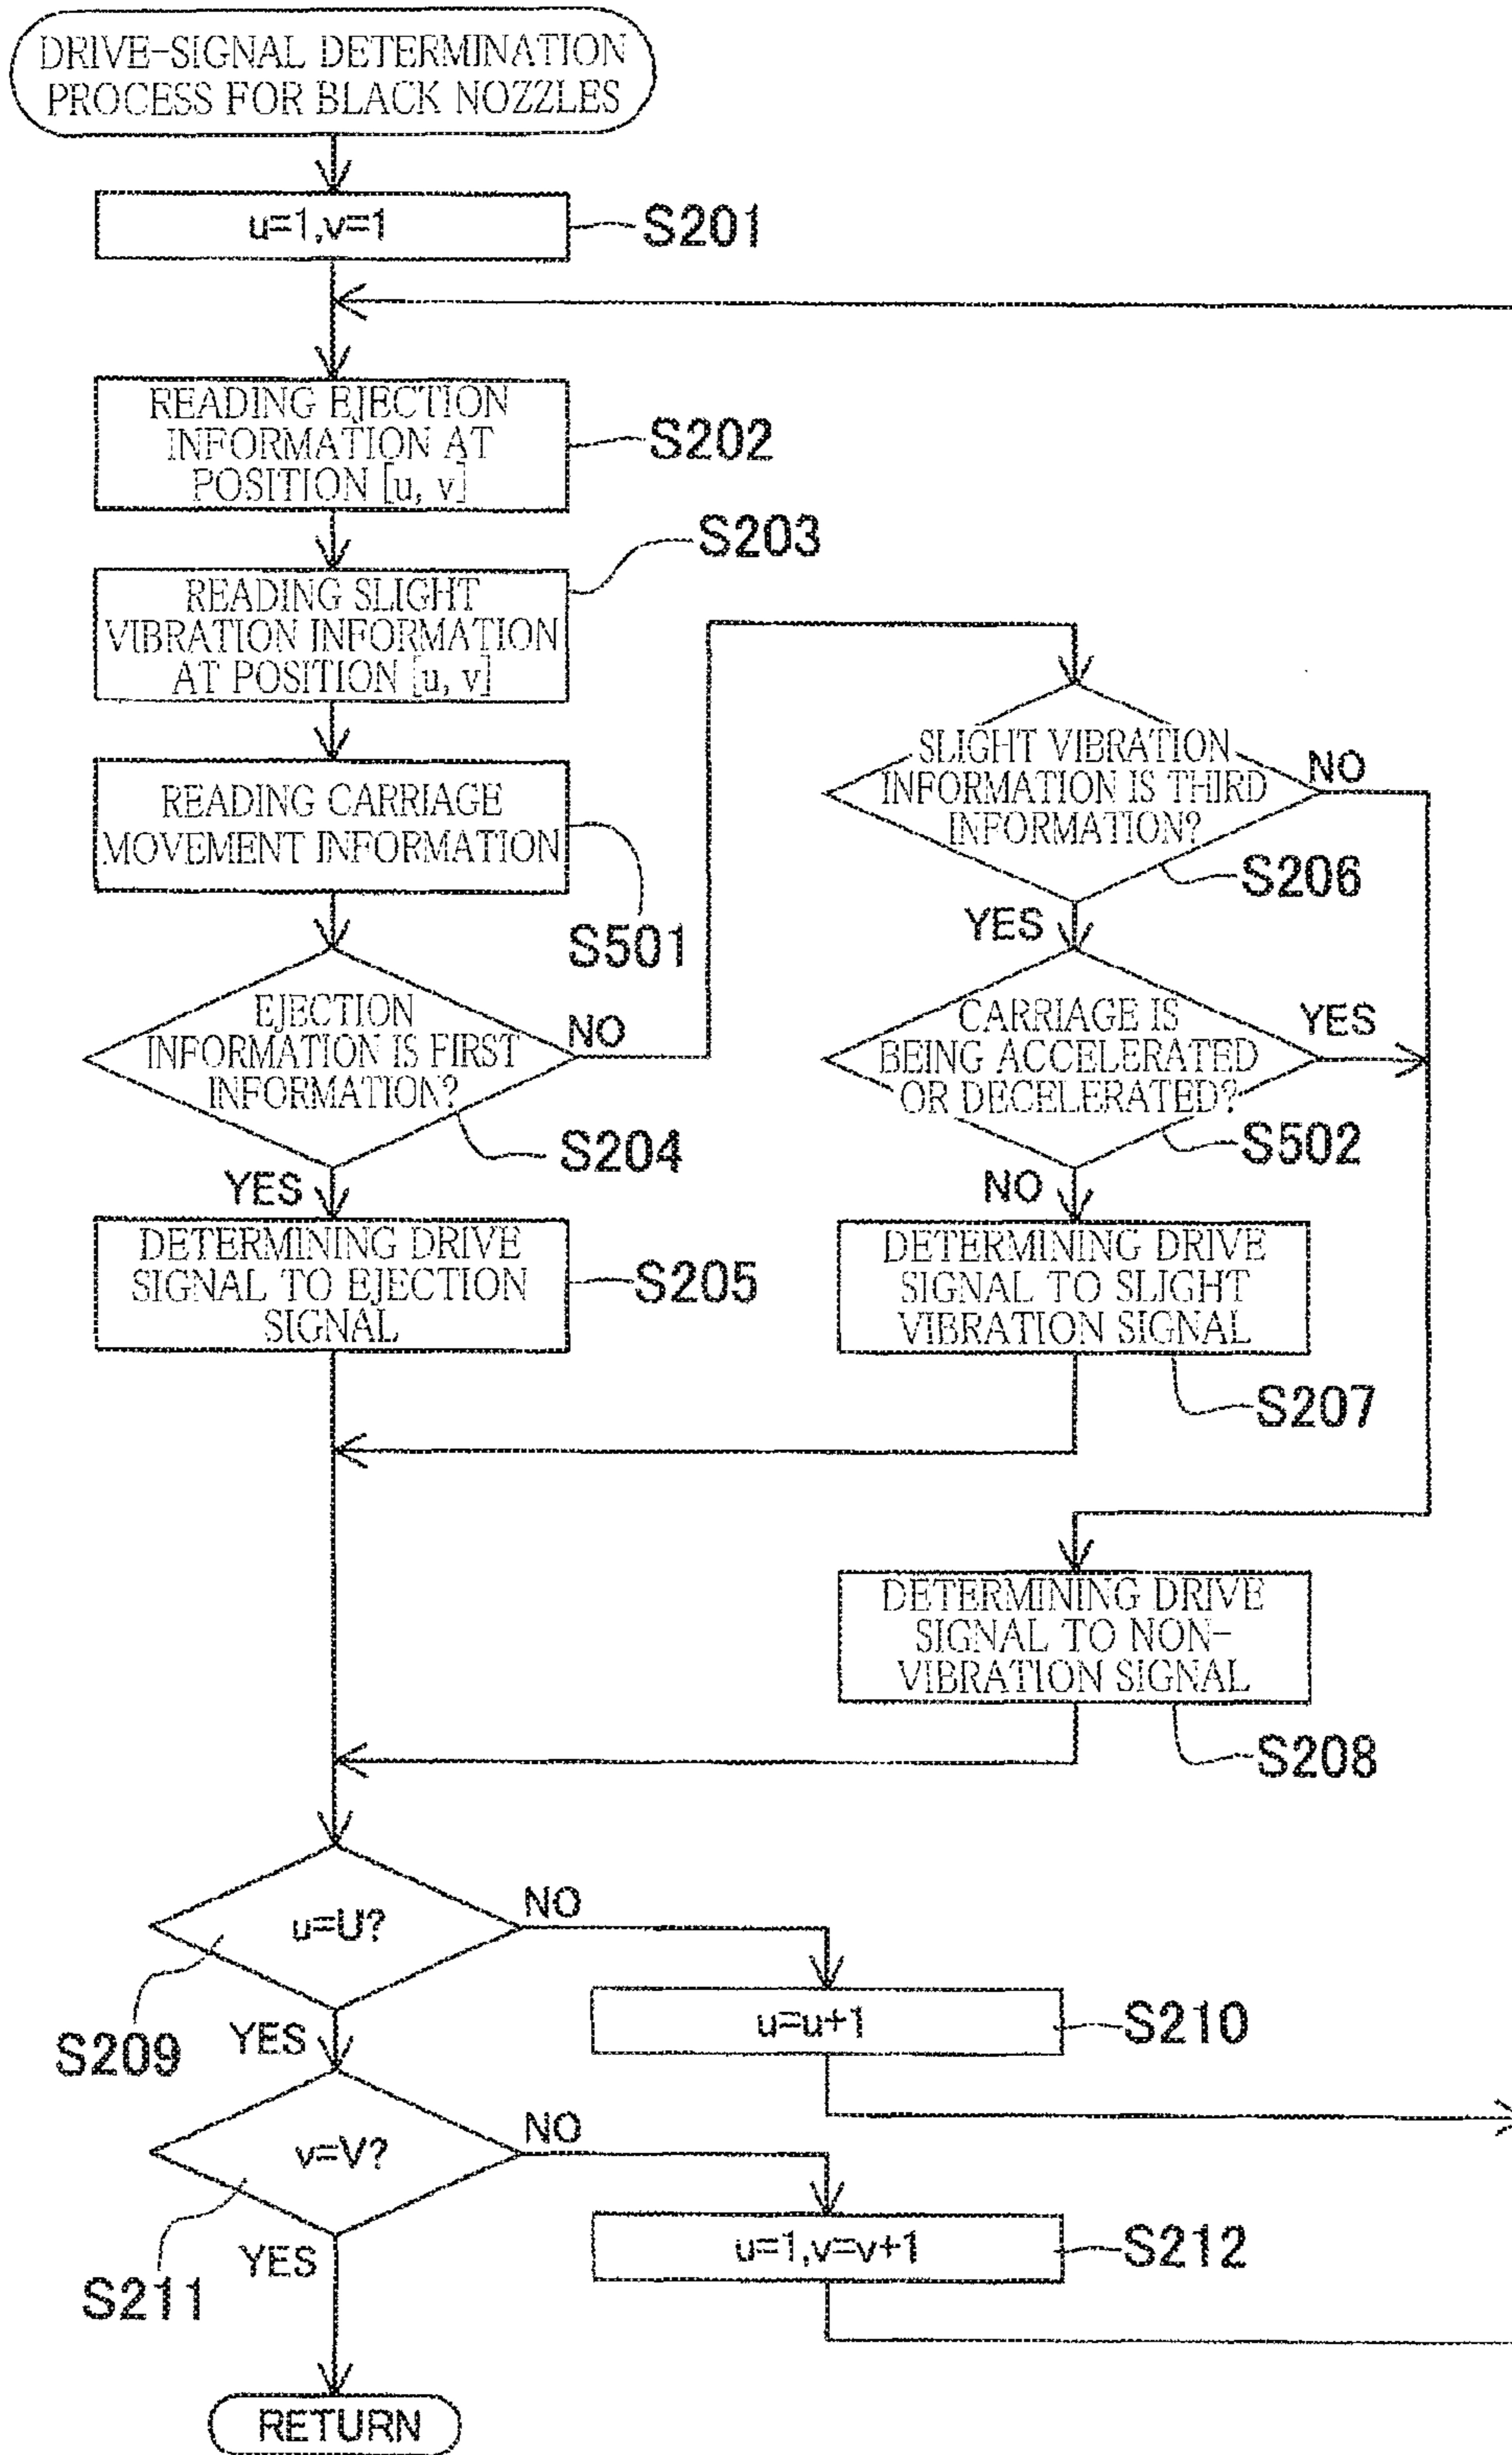 DRIVE-SIGNAL DETERMINATION
PROCESS FOR BLACK NOZZLES
u=1,v=1
S201
READING EJECTION
INFORMATION AT
POSITION [u, v]
S202
READING SLIGHT
VIBRATION INFORMATION
AT POSITION [u, v]
S203
READING CARRIAGE
MOVEMENT INFORMATION
S501
EJECTION
INFORMATION IS FIRST
INFORMATION?
NO
S204
YES
DETERMINING DRIVE
SIGNAL TO EJECTION
SIGNAL
S205
SLIGHT VIBRATION
INFORMATION IS THIRD
INFORMATION?
NO
S206
YES
CARRIAGE IS
BEING ACCELERATED
OR DECELERATED?
YES
S502
NO
DETERMINING DRIVE
SIGNAL TO SLIGHT
VIBRATION SIGNAL
S207
DETERMINING DRIVE
SIGNAL TO NON-
VIBRATION SIGNAL
S208
u=U?
NO
S209
YES
u=u+1
S210
v=V?
NO
S211
YES
u=1,v=v+1
S212
RETURN